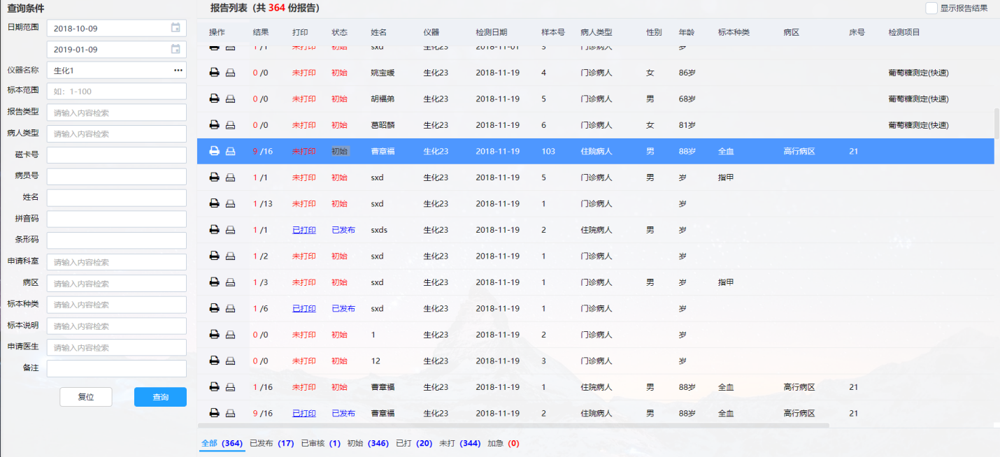 查询条件
日期范围 2018-10-09
2019-01-09
仪器名称 生化1 •••
标本范围 如：1-100
报告类型 请输入内容检索
病人类型 请输入内容检索
磁卡号
病员号
姓名
拼音码
条形码
申请科室 请输入内容检索
病区 请输入内容检索
标本种类 请输入内容检索
标本说明 请输入内容检索
申请医生 请输入内容检索
备注
复位 查询
报告列表（共 364 份报告） 显示报告结果
操作 结果 打印 状态 姓名 仪器 检测日期 样本号 病人类型 性别 年龄 标本种类 病区 床号 检测项目
1 /1 未打印 初始 sxd 生化23 2018-11-01 门诊病人 岁
0 /0 未打印 初始 姚宝暖 生化23 2018-11-19 4 门诊病人 女 86岁 葡萄糖测定(快速)
0 /0 未打印 初始 胡福弟 生化23 2018-11-19 5 门诊病人 男 68岁 葡萄糖测定(快速)
0 /0 未打印 初始 葛昭麟 生化23 2018-11-19 6 门诊病人 女 81岁 葡萄糖测定(快速)
9 /16 未打印 初始 曹章福 生化23 2018-11-19 103 住院病人 男 88岁 全血 高行病区 21
1 /1 未打印 初始 sxd 生化23 2018-11-19 5 门诊病人 男 岁 指甲
1 /13 未打印 初始 sxd 生化23 2018-11-19 1 门诊病人 岁
1 /1 已打印 已发布 sxds 生化23 2018-11-19 2 住院病人 男 岁
1 /2 未打印 初始 sxd 生化23 2018-11-19 1 门诊病人 岁
1 /3 未打印 初始 sxd 生化23 2018-11-19 1 门诊病人 男 岁 指甲
1 /6 已打印 已发布 sxd 生化23 2018-11-19 1 门诊病人 岁
0 /0 未打印 初始 1 生化23 2018-11-19 2 门诊病人 岁
0 /0 未打印 初始 12 生化23 2018-11-19 3 门诊病人 岁
1 /16 未打印 初始 曹章福 生化23 2018-11-19 1 住院病人 男 88岁 全血 高行病区 21
9 /16 已打印 已发布 曹章福 生化23 2018-11-19 2 住院病人 男 88岁 全血 高行病区 21
全部 (364) 已发布 (17) 已审核 (1) 初始 (346) 已打 (20) 未打 (344) 加急 (0)